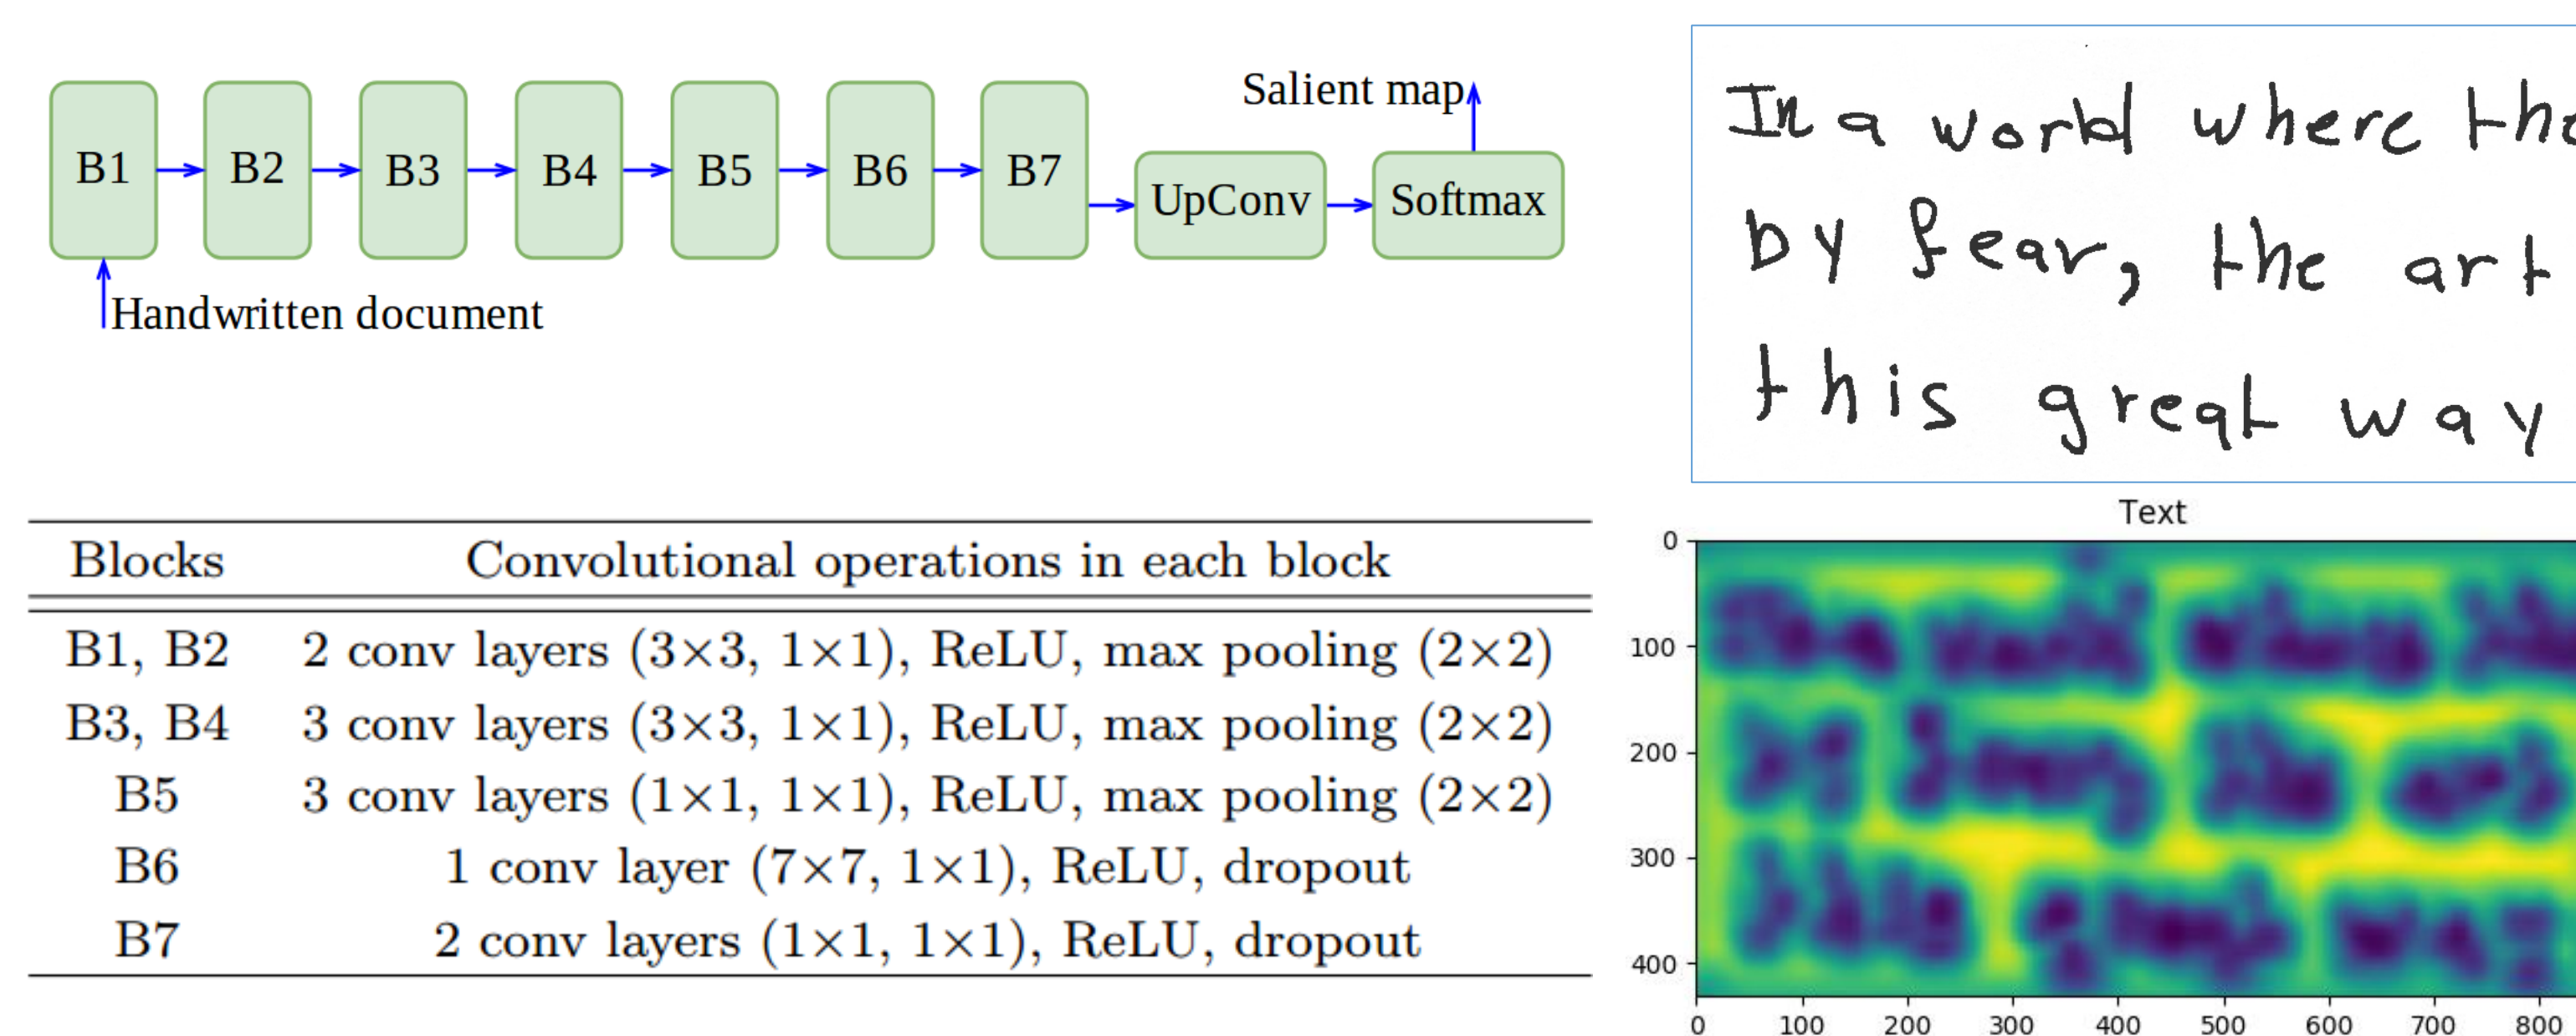 Salient map
B1 B2 B3 B4 B5 B6 B7 UpConv Softmax
Handwritten document
Blocks Convolutional operations in each block
B1, B2 2 conv layers (3×3, 1×1), ReLU, max pooling (2×2)
B3, B4 3 conv layers (3×3, 1×1), ReLU, max pooling (2×2)
B5 3 conv layers (1×1, 1×1), ReLU, max pooling (2×2)
B6 1 conv layer (7×7, 1×1), ReLU, dropout
B7 2 conv layers (1×1, 1×1), ReLU, dropout
In a world where
by fear, the art
this great way
Text
0
100
200
300
400
0 100 200 300 400 500 600 700 800